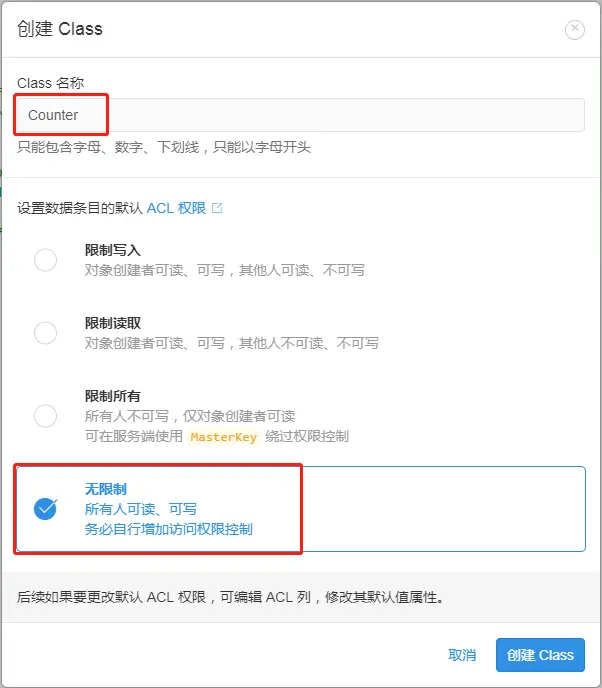 创建 Class
Class 名称
Counter
只能包含字母、数字、下划线，只能以字母开头
设置数据条目的默认 ACL 权限
限制写入
对象创建者可读、可写，其他人可读、不可写
限制读取
对象创建者可读、可写，其他人不可读、不可写
限制所有
所有人不可写，仅对象创建者可读
可在服务端使用 MasterKey 绕过权限控制
无限制
所有人可读、可写
务必自行增加访问权限控制
后续如果要更改默认 ACL 权限，可编辑 ACL 列，修改其默认值属性。
取消 创建 Class